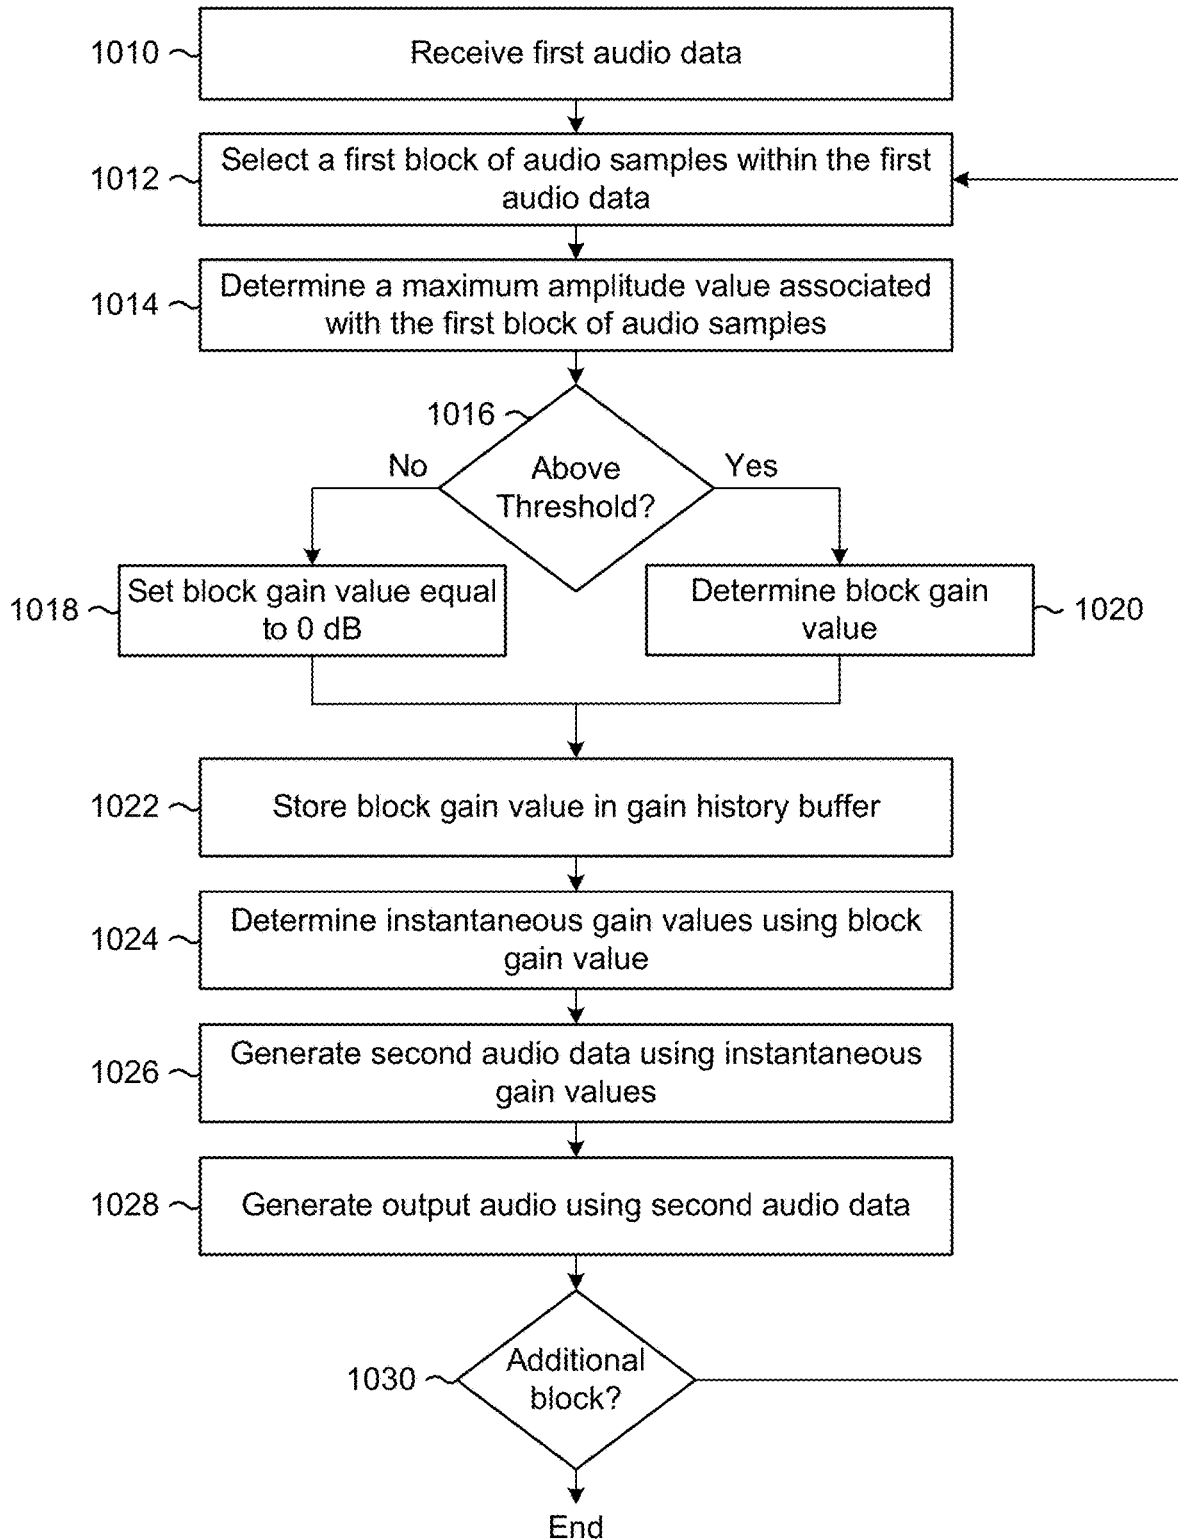 1010
Receive first audio data
1012
Select a first block of audio samples within the first
audio data
1014
Determine a maximum amplitude value associated
with the first block of audio samples
1016
No
Above
Threshold?
Yes
1018
Set block gain value equal
to 0 dB
Determine block gain
value
1020
1022
Store block gain value in gain history buffer
1024
Determine instantaneous gain values using block
gain value
1026
Generate second audio data using instantaneous
gain values
1028
Generate output audio using second audio data
1030
Additional
block?
End